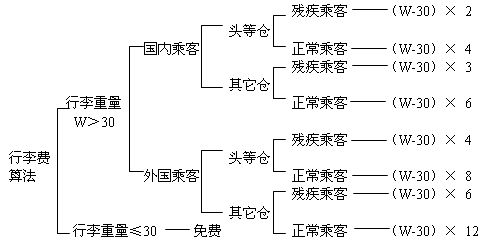 残疾乘客 (W-30) × 2
头等仓
国内乘客
正常乘客 (W-30) × 4
残疾乘客 (W-30) × 3
其它仓
行李重量
W＞30
正常乘客 (W-30) × 6
残疾乘客 (W-30) × 4
头等仓
行李费
算法
外国乘客
正常乘客 (W-30) × 8
残疾乘客 (W-30) × 6
其它仓
行李重量≤30 免费
正常乘客 (W-30) × 12